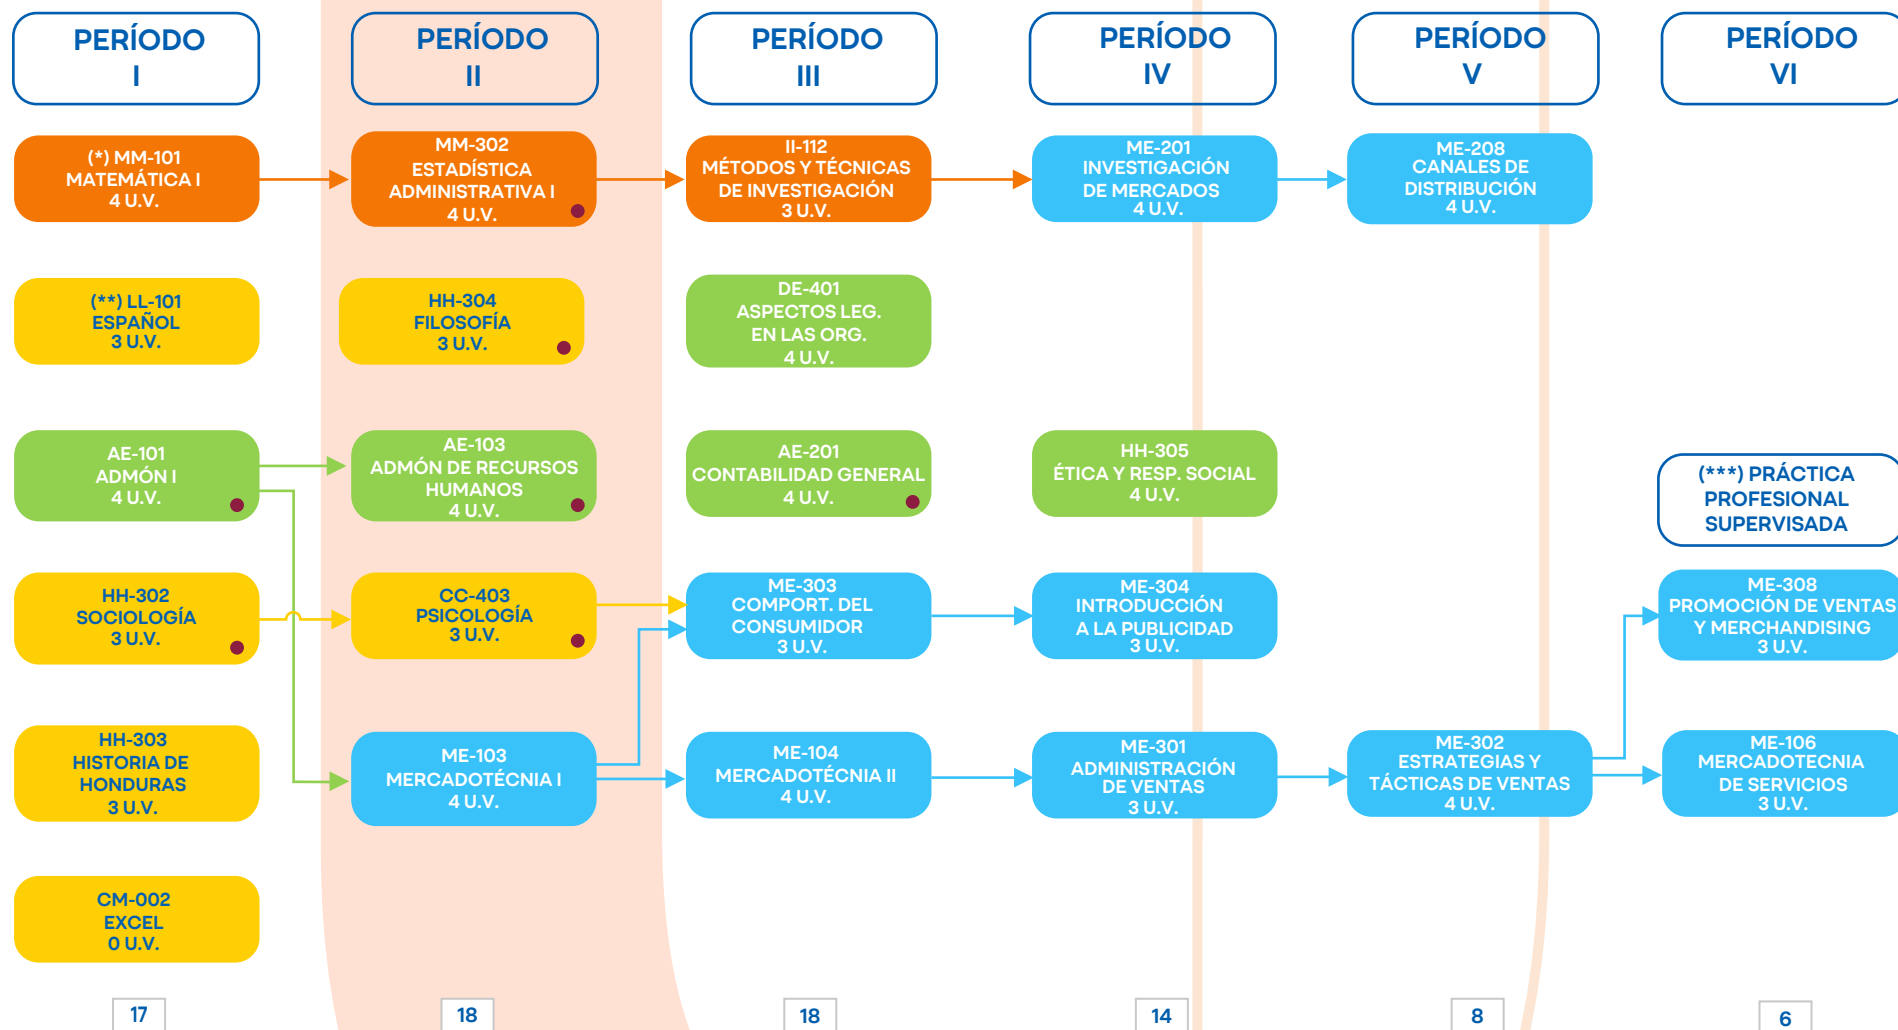 PERÍODO
I
PERÍODO
II
PERÍODO
III
PERÍODO
IV
PERÍODO
V
PERÍODO
VI
(*) MM-101
MATEMÁTICA I
4 U.V.
MM-302
ESTADÍSTICA
ADMINISTRATIVA I
4 U.V.
II-112
MÉTODOS Y TÉCNICAS
DE INVESTIGACIÓN
3 U.V.
ME-201
INVESTIGACIÓN
DE MERCADOS
4 U.V.
ME-208
CANALES DE
DISTRIBUCIÓN
4 U.V.
(**) LL-101
ESPAÑOL
3 U.V.
HH-304
FILOSOFÍA
3 U.V.
DE-401
ASPECTOS LEG.
EN LAS ORG.
4 U.V.
AE-101
ADMÓN I
4 U.V.
AE-103
ADMÓN DE RECURSOS
HUMANOS
4 U.V.
AE-201
CONTABILIDAD GENERAL
4 U.V.
HH-305
ÉTICA Y RESP. SOCIAL
4 U.V.
(***) PRÁCTICA
PROFESIONAL
SUPERVISADA
HH-302
SOCIOLOGÍA
3 U.V.
CC-403
PSICOLOGÍA
3 U.V.
ME-303
COMPORT. DEL
CONSUMIDOR
3 U.V.
ME-304
INTRODUCCIÓN
A LA PUBLICIDAD
3 U.V.
ME-308
PROMOCIÓN DE VENTAS
Y MERCHANDISING
3 U.V.
HH-303
HISTORIA DE
HONDURAS
3 U.V.
ME-103
MERCADOTÉCNIA I
4 U.V.
ME-104
MERCADOTÉCNIA II
4 U.V.
ME-301
ADMINISTRACIÓN
DE VENTAS
3 U.V.
ME-302
ESTRATEGIAS Y
TÁCTICAS DE VENTAS
4 U.V.
ME-106
MERCADOTECNIA
DE SERVICIOS
3 U.V.
CM-002
EXCEL
0 U.V.
17
18
18
14
8
6